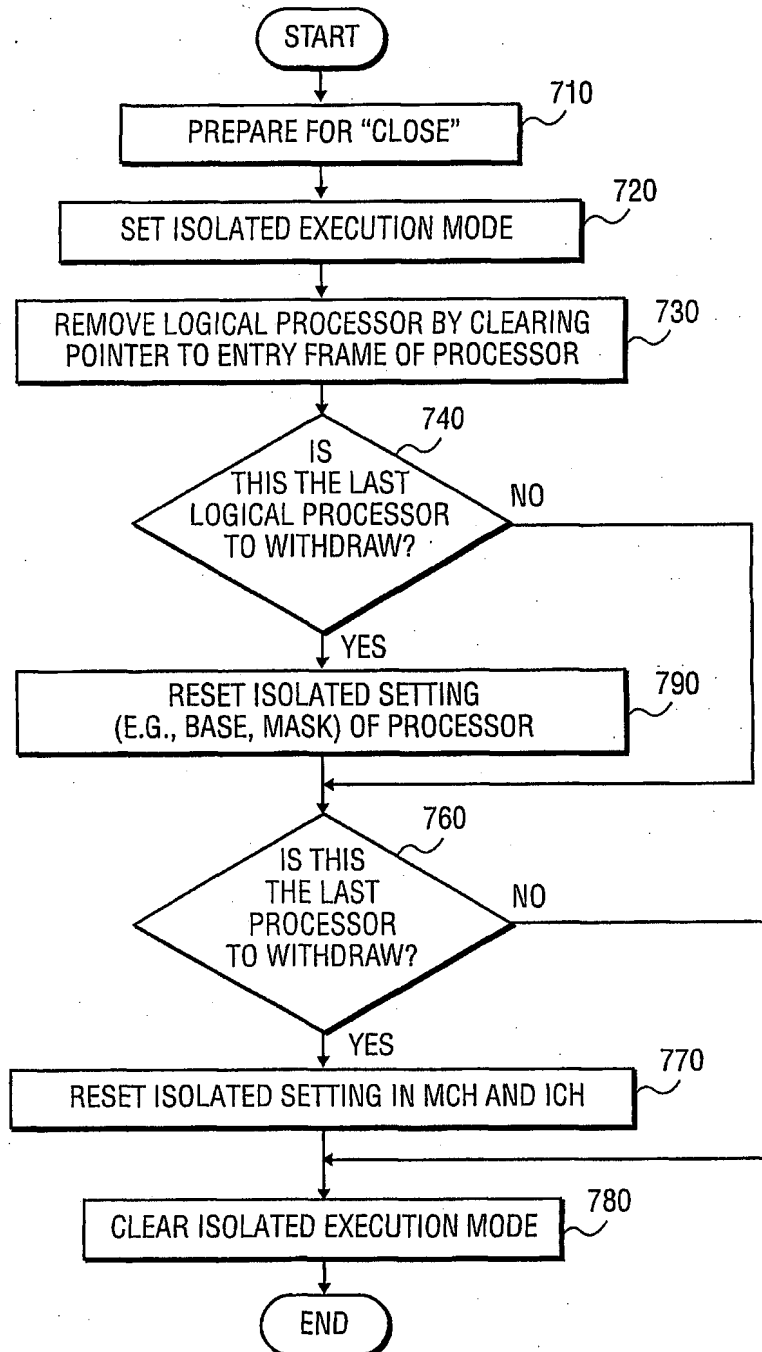 START
710
PREPARE FOR “CLOSE”
720
SET ISOLATED EXECUTION MODE
730
REMOVE LOGICAL PROCESSOR BY CLEARING
POINTER TO ENTRY FRAME OF PROCESSOR
740
IS
THIS THE LAST
LOGICAL PROCESSOR
TO WITHDRAW?
NO
YES
790
RESET ISOLATED SETTING
(E.G., BASE, MASK) OF PROCESSOR
760
IS THIS
THE LAST
PROCESSOR
TO WITHDRAW?
NO
YES
770
RESET ISOLATED SETTING IN MCH AND ICH
780
CLEAR ISOLATED EXECUTION MODE
END